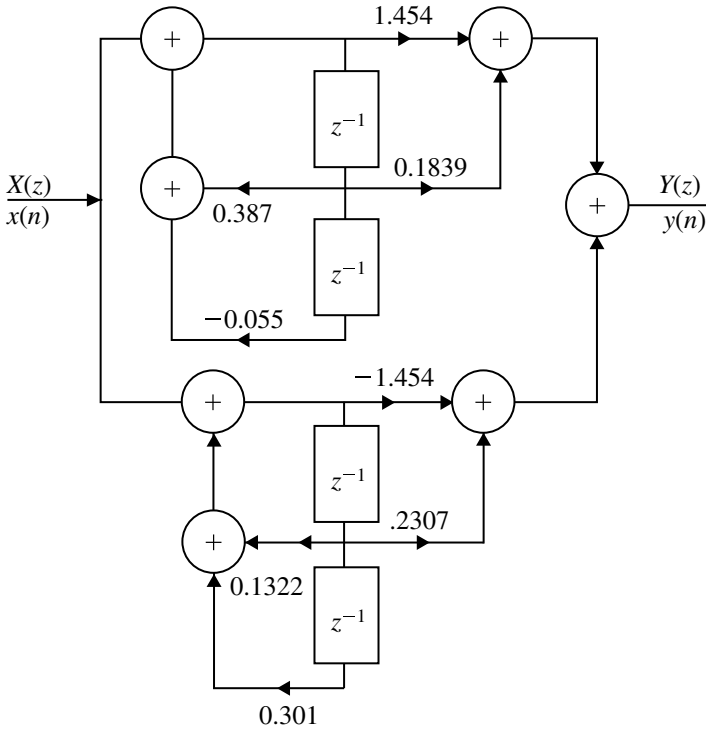 1.454
+
+
z⁻¹
X(z)
x(n)
+
0.387
0.1839
+
Y(z)
y(n)
z⁻¹
−0.055
−1.454
+
+
z⁻¹
.2307
+
0.1322
z⁻¹
0.301